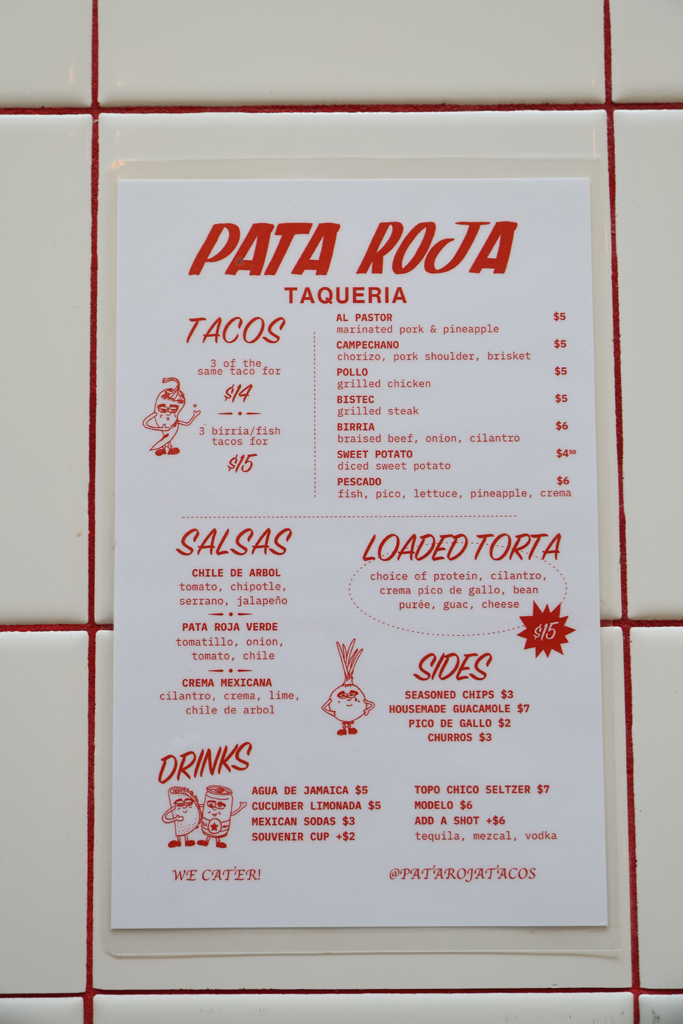 PATA ROJA
TAQUERIA
TACOS
3 of the
same taco for
$14
3 birria/fish
tacos for
$15
AL PASTOR $5
marinated pork & pineapple
CAMPECHANO $5
chorizo, pork shoulder, brisket
POLLO $5
grilled chicken
BISTEC $5
grilled steak
BIRRIA $6
braised beef, onion, cilantro
SWEET POTATO $4⁵⁰
diced sweet potato
PESCADO $6
fish, pico, lettuce, pineapple, crema
SALSAS
CHILE DE ARBOL
tomato, chipotle,
serrano, jalapeño
PATA ROJA VERDE
tomatillo, onion,
tomato, chile
CREMA MEXICANA
cilantro, crema, lime,
chile de arbol
LOADED TORTA
choice of protein, cilantro,
crema pico de gallo, bean
purée, guac, cheese
$15
SIDES
SEASONED CHIPS $3
HOUSEMADE GUACAMOLE $7
PICO DE GALLO $2
CHURROS $3
DRINKS
AGUA DE JAMAICA $5
CUCUMBER LIMONADA $5
MEXICAN SODAS $3
SOUVENIR CUP +$2
TOPO CHICO SELTZER $7
MODELO $6
ADD A SHOT +$6
tequila, mezcal, vodka
WE CATER!
@PATAROJATACOS